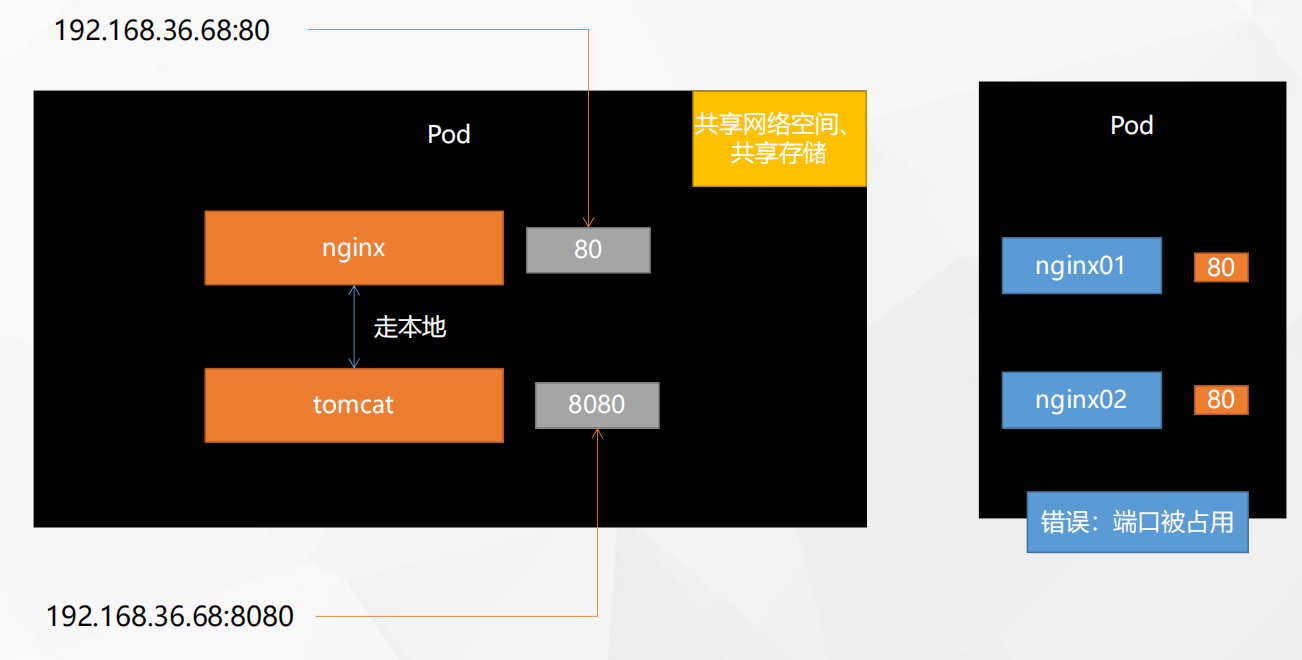 192.168.36.68:80
Pod
共享网络空间、
共享存储
nginx
80
走本地
tomcat
8080
192.168.36.68:8080
Pod
nginx01
80
nginx02
80
错误：端口被占用